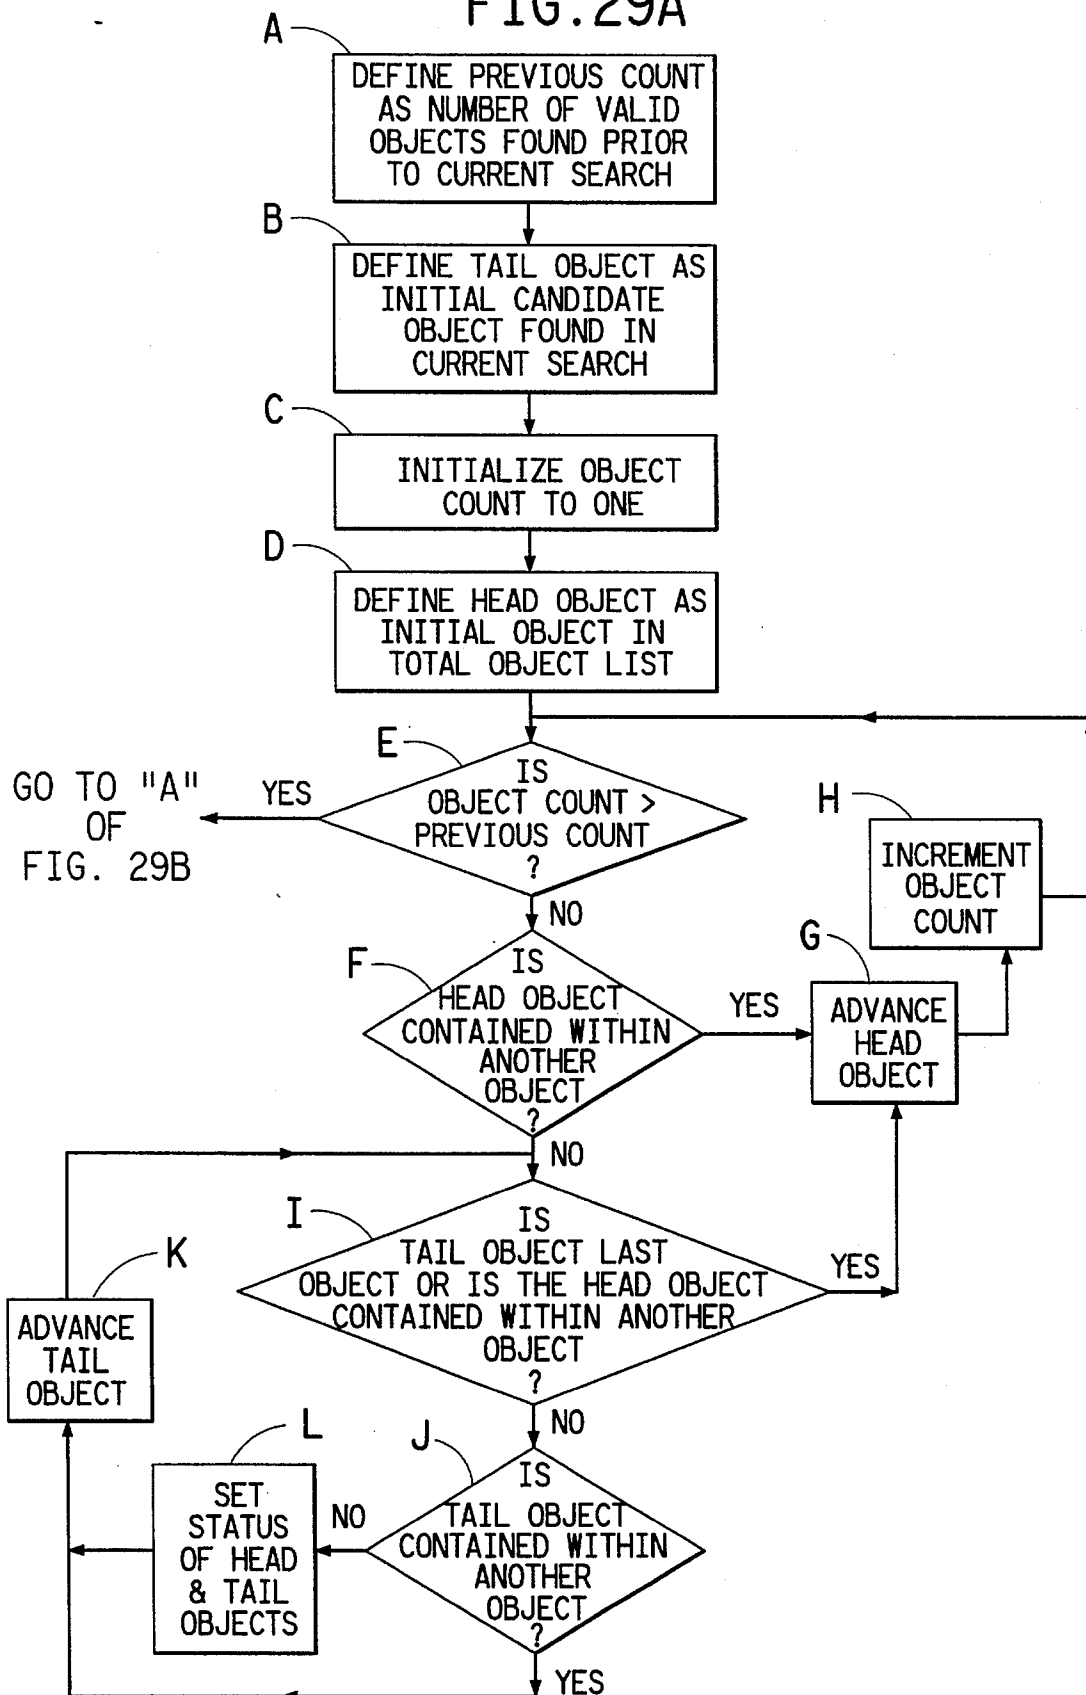 FIG.29A
A
DEFINE PREVIOUS COUNT
AS NUMBER OF VALID
OBJECTS FOUND PRIOR
TO CURRENT SEARCH
B
DEFINE TAIL OBJECT AS
INITIAL CANDIDATE
OBJECT FOUND IN
CURRENT SEARCH
C
INITIALIZE OBJECT
COUNT TO ONE
D
DEFINE HEAD OBJECT AS
INITIAL OBJECT IN
TOTAL OBJECT LIST
E
IS
OBJECT COUNT >
PREVIOUS COUNT
?
YES
GO TO "A"
OF
FIG. 29B
NO
H
INCREMENT
OBJECT
COUNT
F
IS
HEAD OBJECT
CONTAINED WITHIN
ANOTHER
OBJECT
?
YES
G
ADVANCE
HEAD
OBJECT
NO
I
IS
TAIL OBJECT LAST
OBJECT OR IS THE HEAD OBJECT
CONTAINED WITHIN ANOTHER
OBJECT
?
YES
K
ADVANCE
TAIL
OBJECT
NO
J
IS
TAIL OBJECT
CONTAINED WITHIN
ANOTHER
OBJECT
?
NO
L
SET
STATUS
OF HEAD
& TAIL
OBJECTS
YES